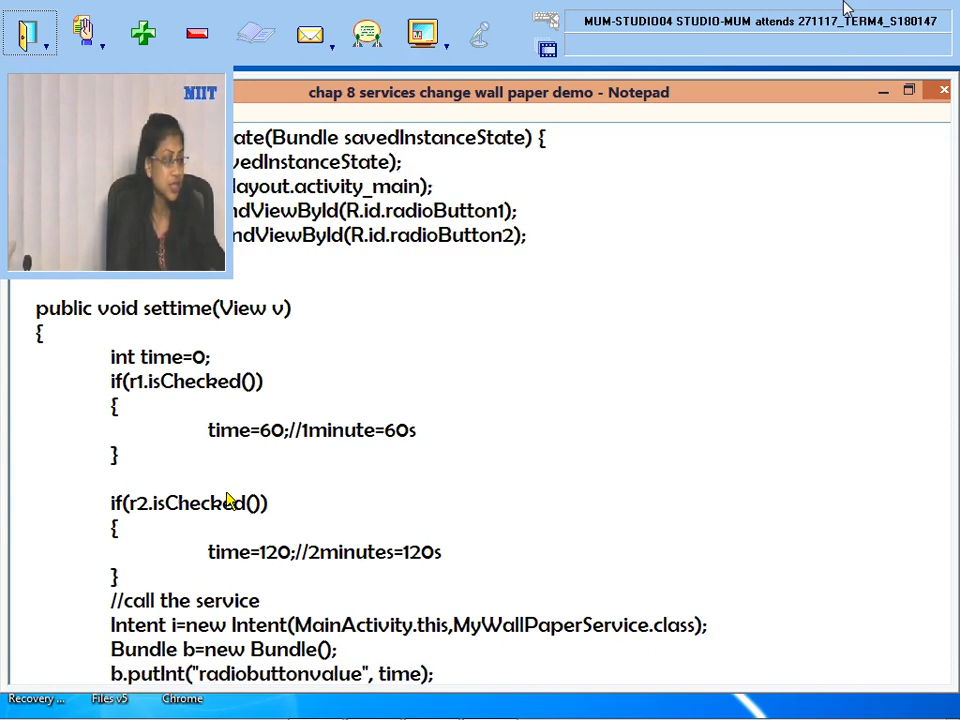 MUM-STUDIO04 STUDIO-MUM attends 271117_TERM4_S180147
NIIT
chap 8 services change wall paper demo - Notepad
ate(Bundle savedInstanceState) {
vedInstanceState);
layout.activity_main);
ndViewById(R.id.radioButton1);
ndViewById(R.id.radioButton2);
public void settime(View v)
{
int time=0;
if(r1.isChecked())
{
time=60;//1minute=60s
}
if(r2.isChecked())
{
time=120;//2minutes=120s
}
//call the service
Intent i=new Intent(MainActivity.this,MyWallPaperService.class);
Bundle b=new Bundle();
b.putInt("radiobuttonvalue", time);
Recovery ...
Files v5
Chrome